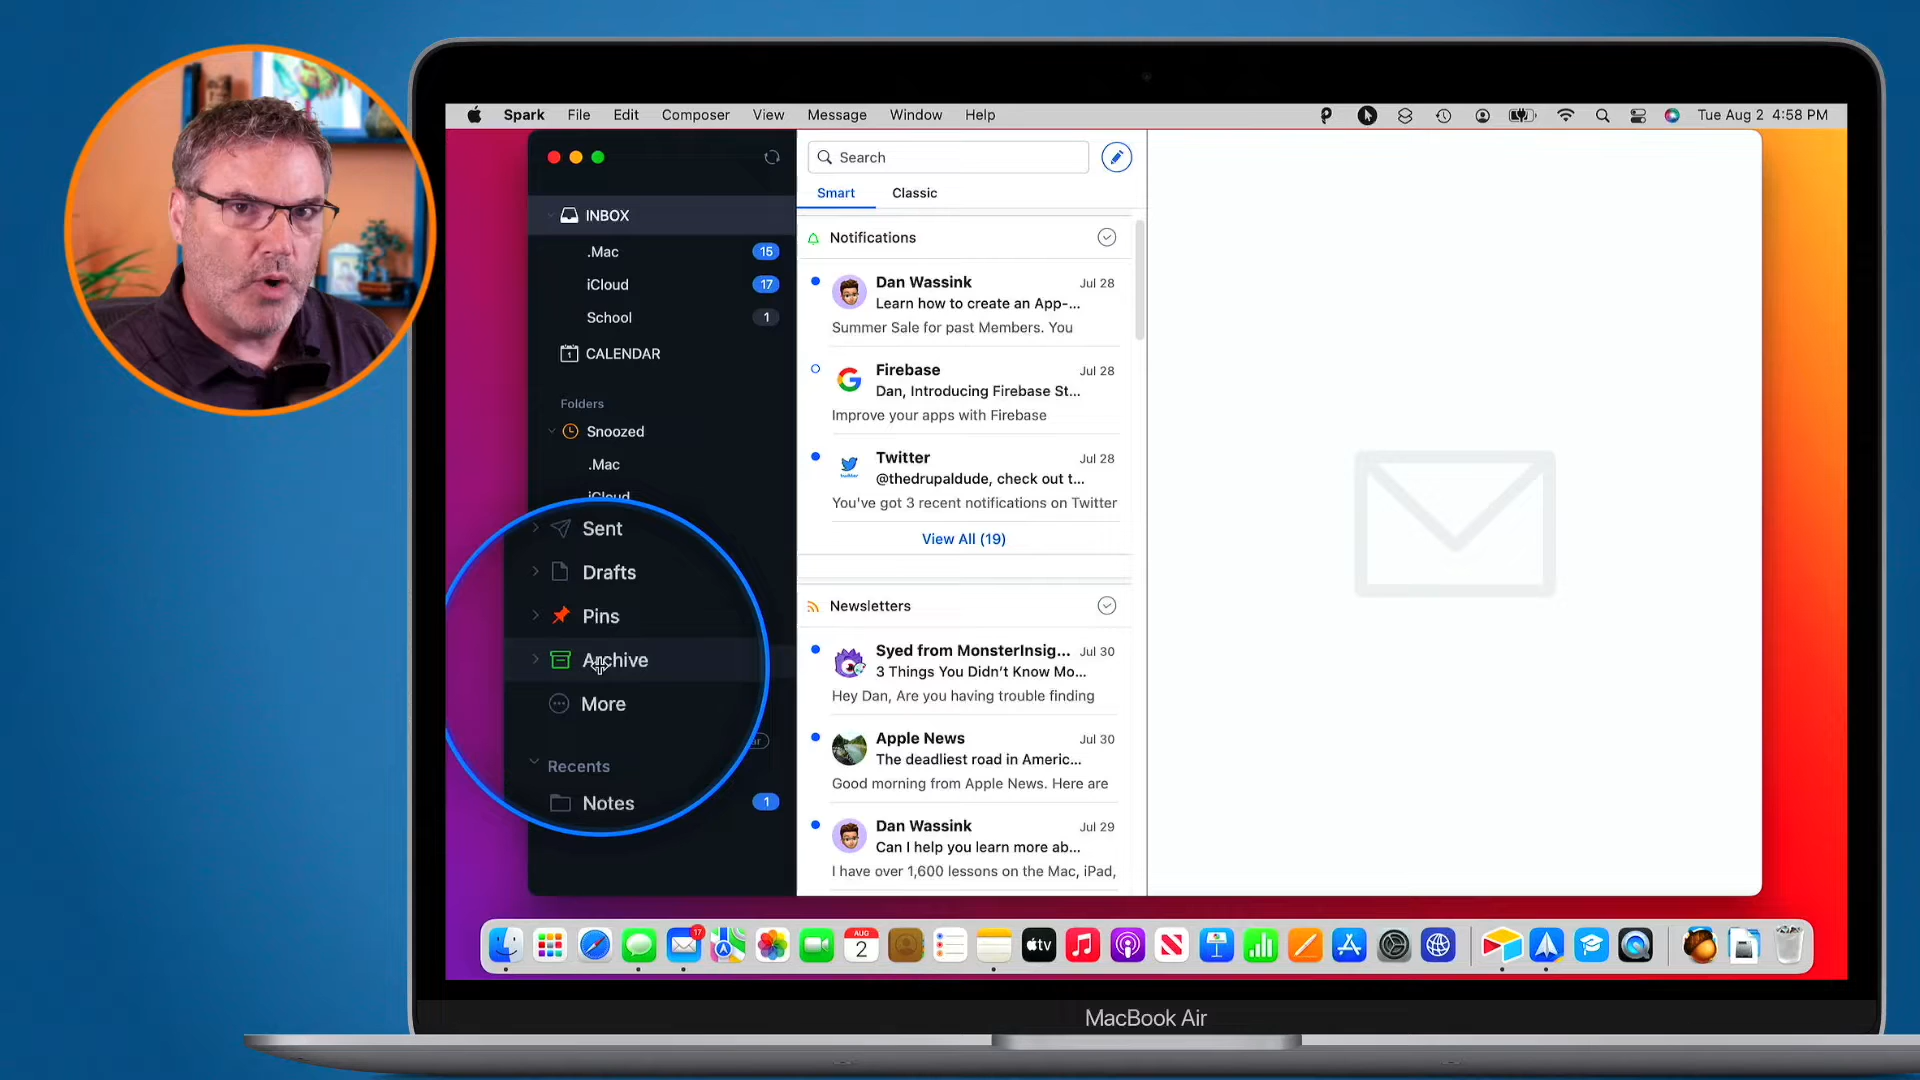 Spark File Edit Composer View Message Window Help
Tue Aug 2 4:58 PM
INBOX
.Mac 15
iCloud 17
School 1
CALENDAR
Folders
Snoozed
.Mac
iCloud
Sent
Drafts
Pins
Archive
More
Recents
Notes 1
Search
Smart Classic
Notifications
Dan Wassink Jul 28
Learn how to create an App-...
Summer Sale for past Members. You
Firebase Jul 28
Dan, Introducing Firebase St...
Improve your apps with Firebase
Twitter Jul 28
@thedrupaldude, check out t...
You've got 3 recent notifications on Twitter
View All (19)
Newsletters
Syed from MonsterInsig... Jul 30
3 Things You Didn't Know Mo...
Hey Dan, Are you having trouble finding
Apple News Jul 30
The deadliest road in Americ...
Good morning from Apple News. Here are
Dan Wassink Jul 29
Can I help you learn more ab...
I have over 1,600 lessons on the Mac, iPad,
17
AUG
2
tv
MacBook Air